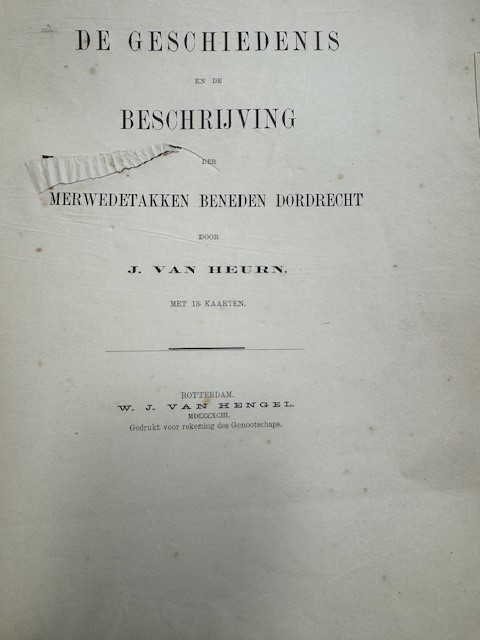 DE GESCHIEDENIS
EN DE
BESCHRIJVING
DER
MERWEDETAKKEN BENEDEN DORDRECHT
DOOR
J. VAN HEURN.
MET 18 KAARTEN.
ROTTERDAM.
W. J. VAN HENGEL.
MDCCCXCIII.
Gedrukt voor rekening des Genootschaps.